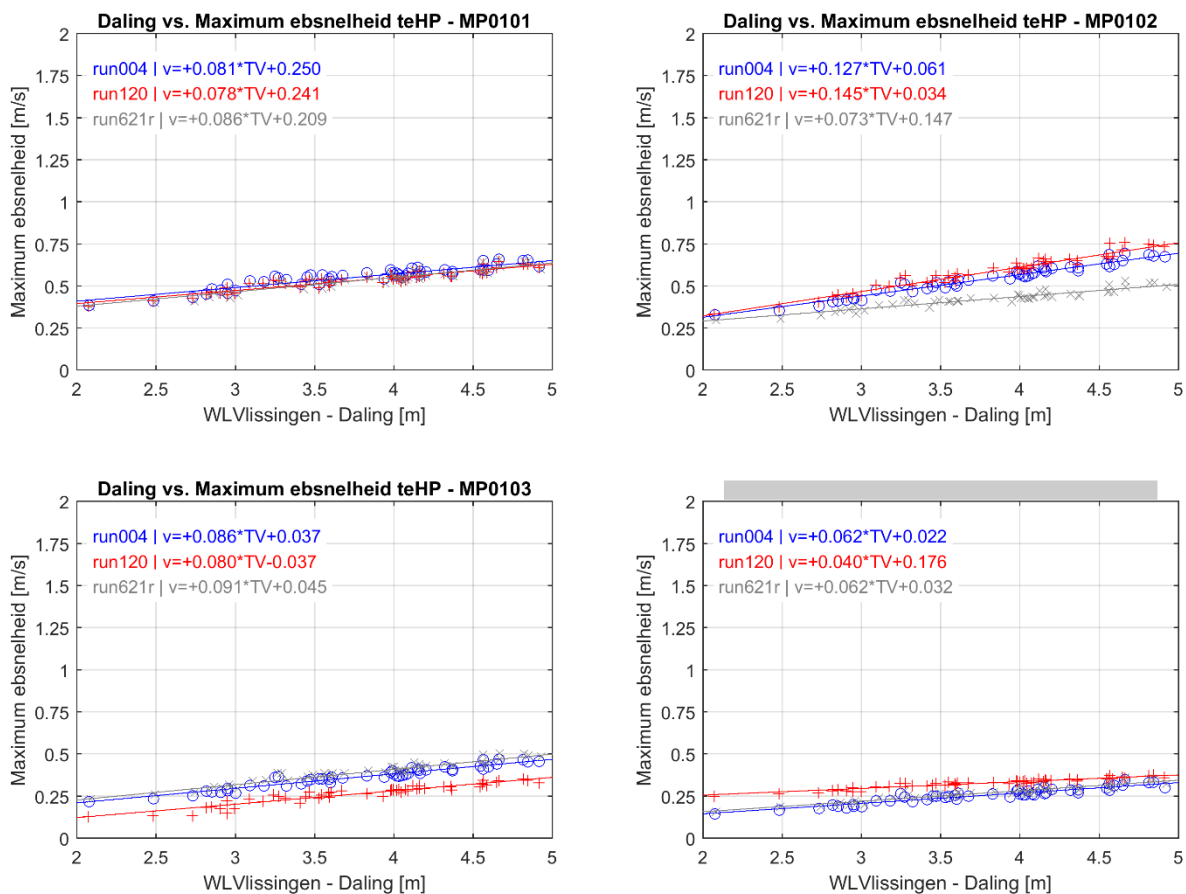 Daling vs. Maximum ebsnelheid teHP - MP0101
2
1.75
1.5
1.25
1
0.75
0.5
0.25
0
Maximum ebsnelheid [m/s]
run004 | v=+0.081*TV+0.250
run120 | v=+0.078*TV+0.241
run621r | v=+0.086*TV+0.209
2 2.5 3 3.5 4 4.5 5
WLVlissingen - Daling [m]
Daling vs. Maximum ebsnelheid teHP - MP0102
2
1.75
1.5
1.25
1
0.75
0.5
0.25
0
Maximum ebsnelheid [m/s]
run004 | v=+0.127*TV+0.061
run120 | v=+0.145*TV+0.034
run621r | v=+0.073*TV+0.147
2 2.5 3 3.5 4 4.5 5
WLVlissingen - Daling [m]
Daling vs. Maximum ebsnelheid teHP - MP0103
2
1.75
1.5
1.25
1
0.75
0.5
0.25
0
Maximum ebsnelheid [m/s]
run004 | v=+0.086*TV+0.037
run120 | v=+0.080*TV-0.037
run621r | v=+0.091*TV+0.045
2 2.5 3 3.5 4 4.5 5
WLVlissingen - Daling [m]
2
1.75
1.5
1.25
1
0.75
0.5
0.25
0
Maximum ebsnelheid [m/s]
run004 | v=+0.062*TV+0.022
run120 | v=+0.040*TV+0.176
run621r | v=+0.062*TV+0.032
2 2.5 3 3.5 4 4.5 5
WLVlissingen - Daling [m]